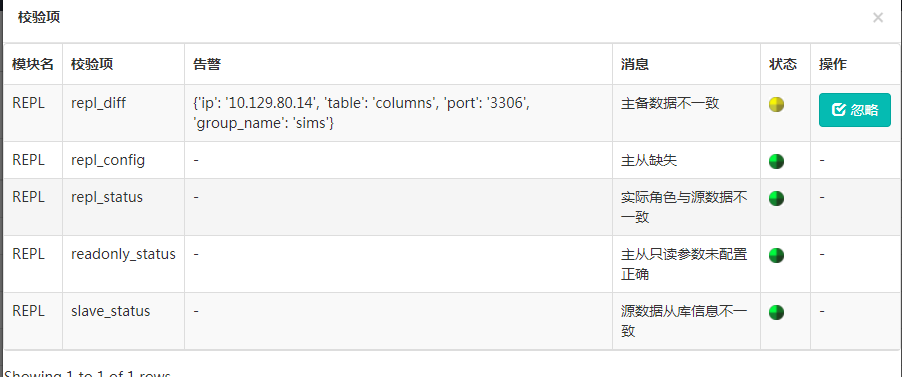 校验项
×
模块名 校验项 告警 消息 状态 操作
REPL repl_diff {'ip': '10.129.80.14', 'table': 'columns', 'port': '3306', 主备数据不一致 忽略
'group_name': 'sims'}
REPL repl_config - 主从缺失 -
REPL repl_status - 实际角色与源数据不 -
一致
REPL readonly_status - 主从只读参数未配置 -
正确
REPL slave_status - 源数据从库信息不一 -
致
Showing 1 to 1 of 1 rows